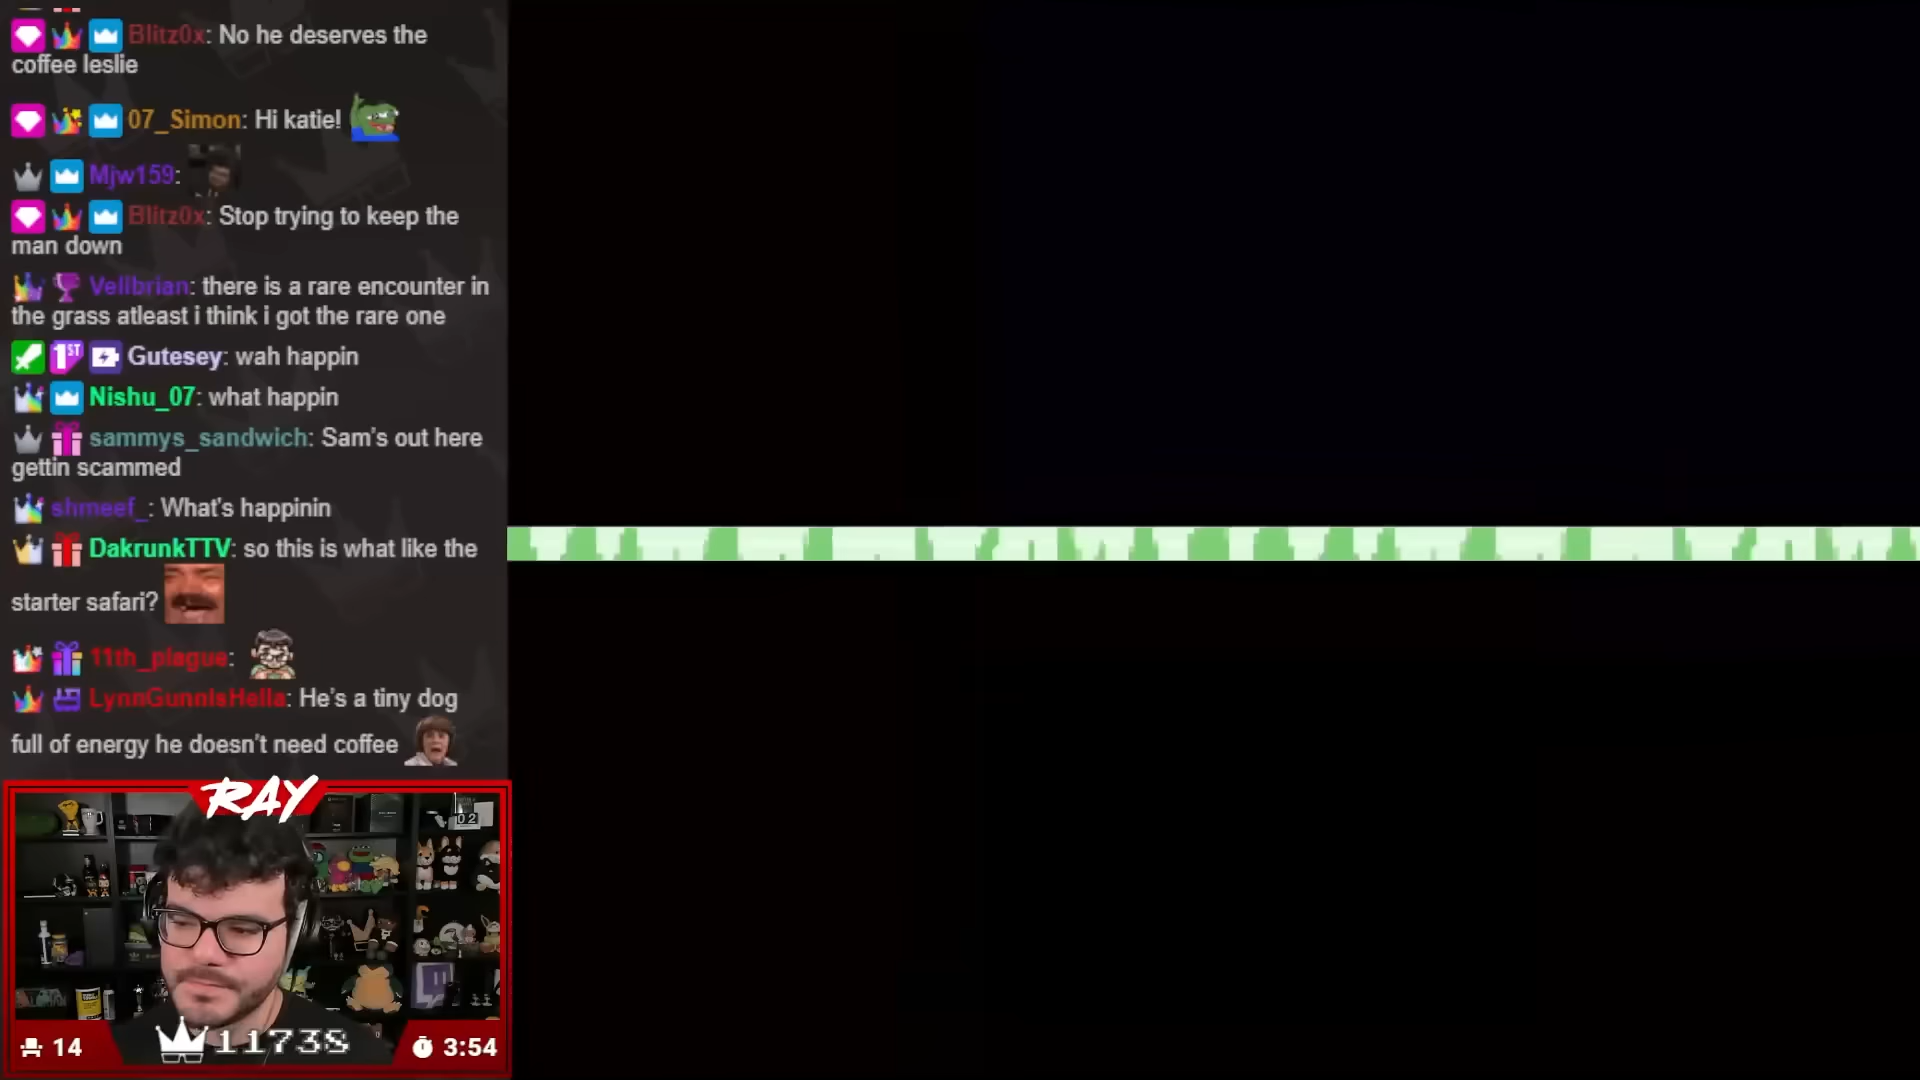 Blitz0x: No he deserves the
coffee leslie
07_Simon: Hi katie!
Mjw159:
Blitz0x: Stop trying to keep the
man down
Vellbrian: there is a rare encounter in
the grass atleast i think i got the rare one
1ST Gutesey: wah happin
Nishu_07: what happin
sammys_sandwich: Sam's out here
gettin scammed
shmeef_: What's happinin
DakrunkTTV: so this is what like the
starter safari?
11th_plague:
LynnGunnIsHella: He's a tiny dog
full of energy he doesn't need coffee
RAY
02
14
11738
3:54